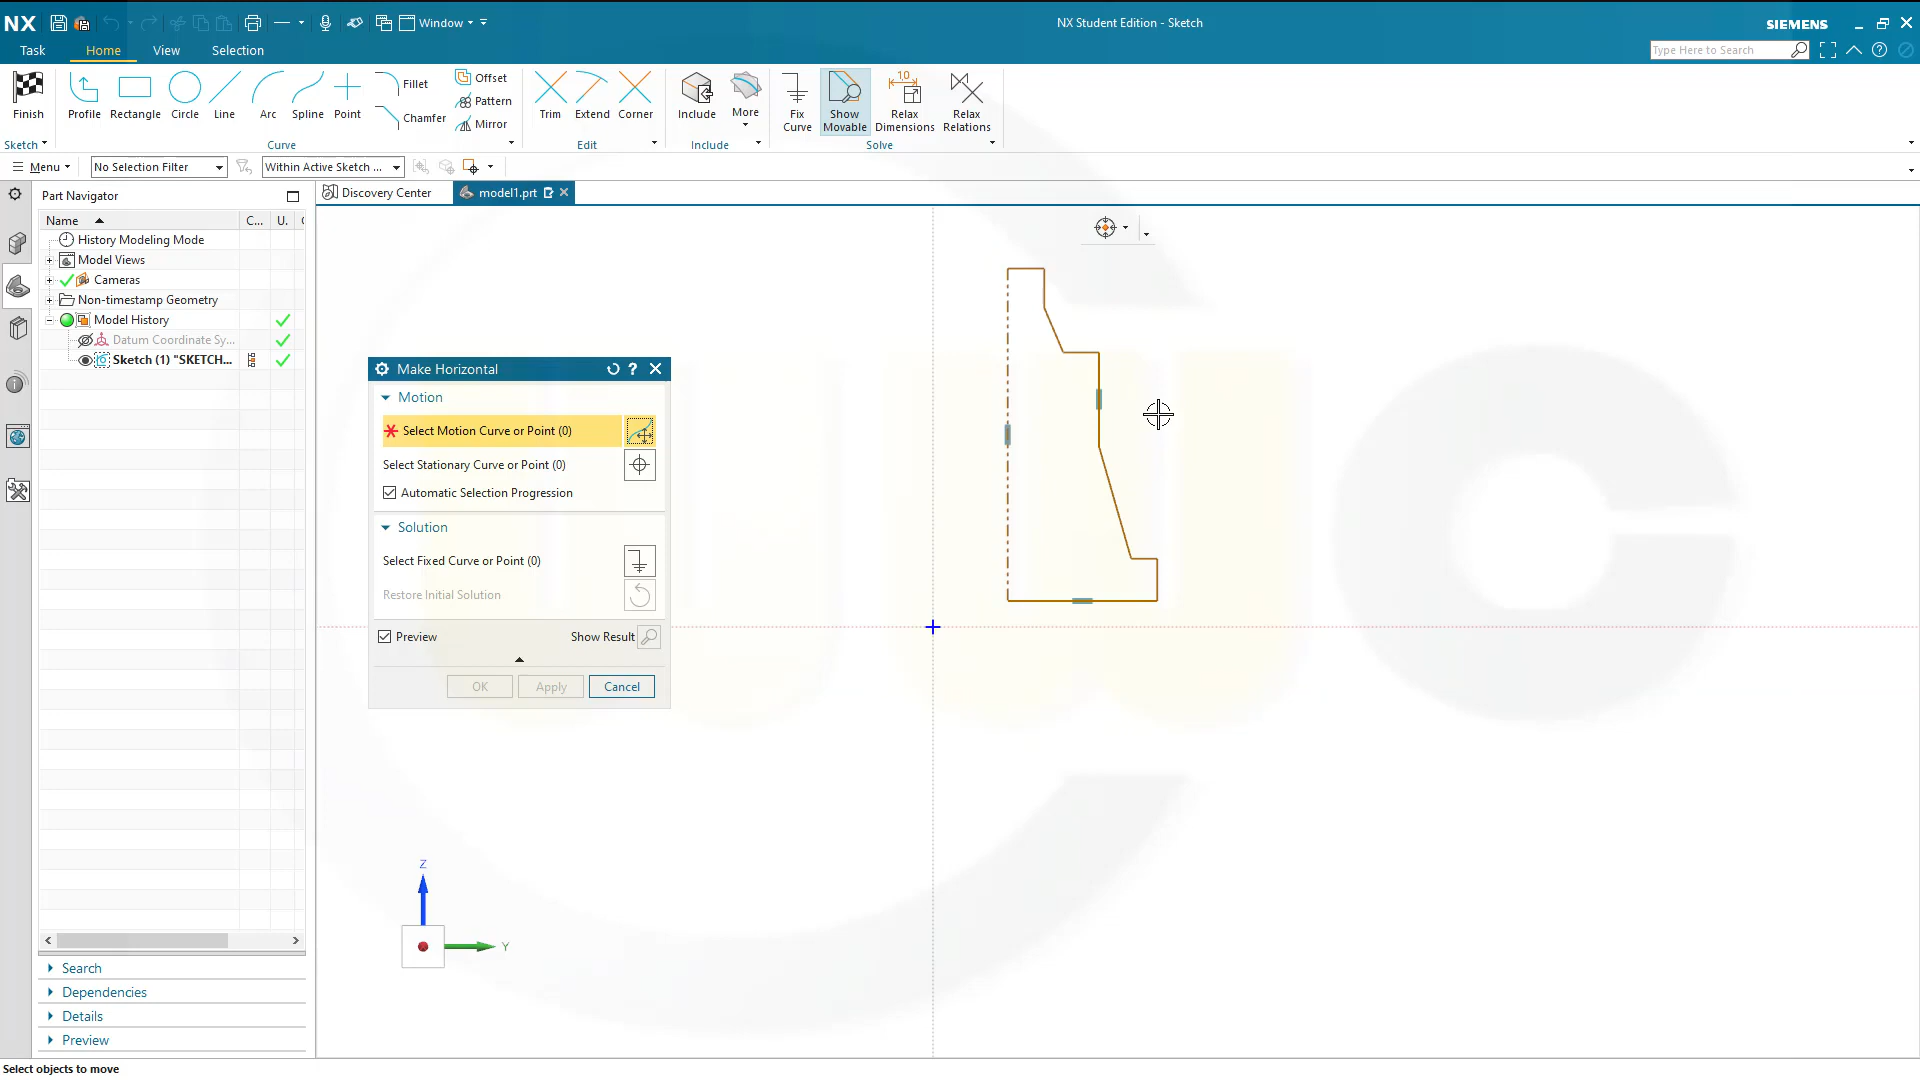 NX
Window
NX Student Edition - Sketch
SIEMENS
Task
Home
View
Selection
Type Here to Search
Finish
Profile
Rectangle
Circle
Line
Arc
Spline
Point
Fillet
Chamfer
Offset
Pattern
Mirror
Trim
Extend
Corner
Include
More
Fix
Curve
Show
Movable
1,0
Relax
Dimensions
Relax
Relations
Sketch
Curve
Edit
Include
Solve
Menu
No Selection Filter
Within Active Sketch ...
Part Navigator
Discovery Center
model1.prt
Name
C...
U.
History Modeling Mode
Model Views
Cameras
Non-timestamp Geometry
Model History
Datum Coordinate Sy...
Sketch (1) "SKETCH...
Make Horizontal
Motion
Select Motion Curve or Point (0)
Select Stationary Curve or Point (0)
Automatic Selection Progression
Solution
Select Fixed Curve or Point (0)
Restore Initial Solution
Preview
Show Result
OK
Apply
Cancel
Z
Y
Search
Dependencies
Details
Preview
Select objects to move